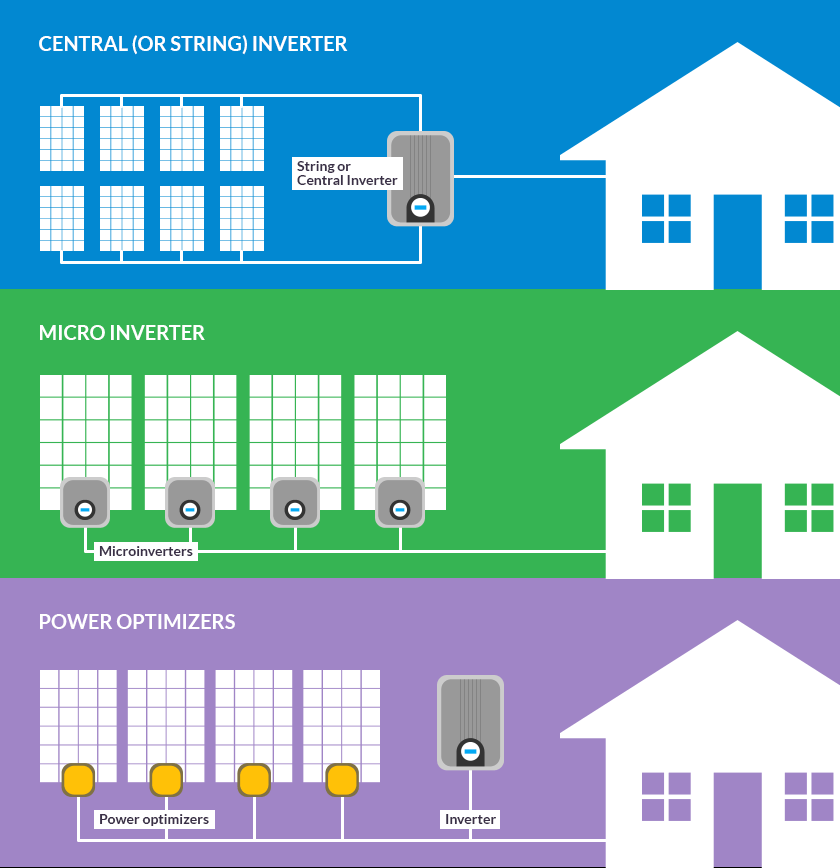 CENTRAL (OR STRING) INVERTER
String or
Central Inverter
MICRO INVERTER
Microinverters
POWER OPTIMIZERS
Power optimizers
Inverter